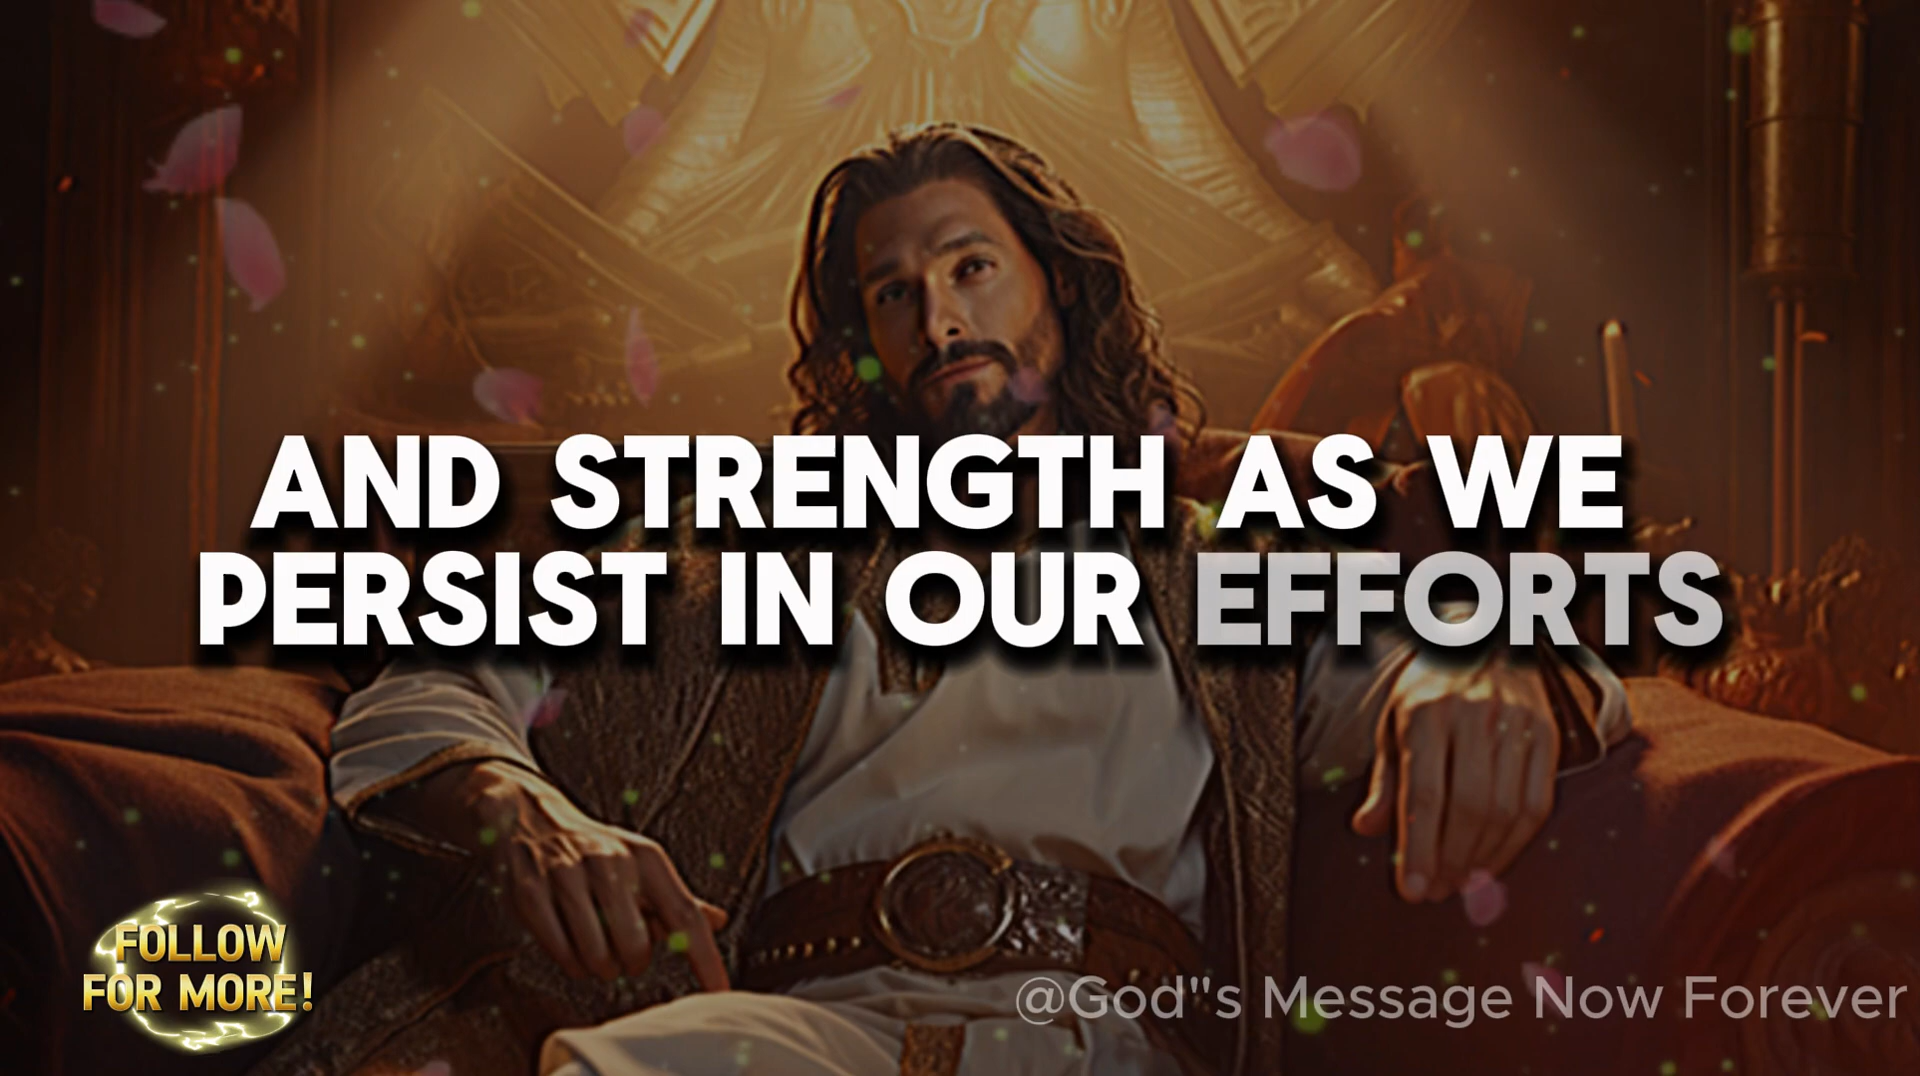 AND STRENGTH AS WE
PERSIST IN OUR EFFORTS
FOLLOW
FOR MORE!
@God"s Message Now Forever